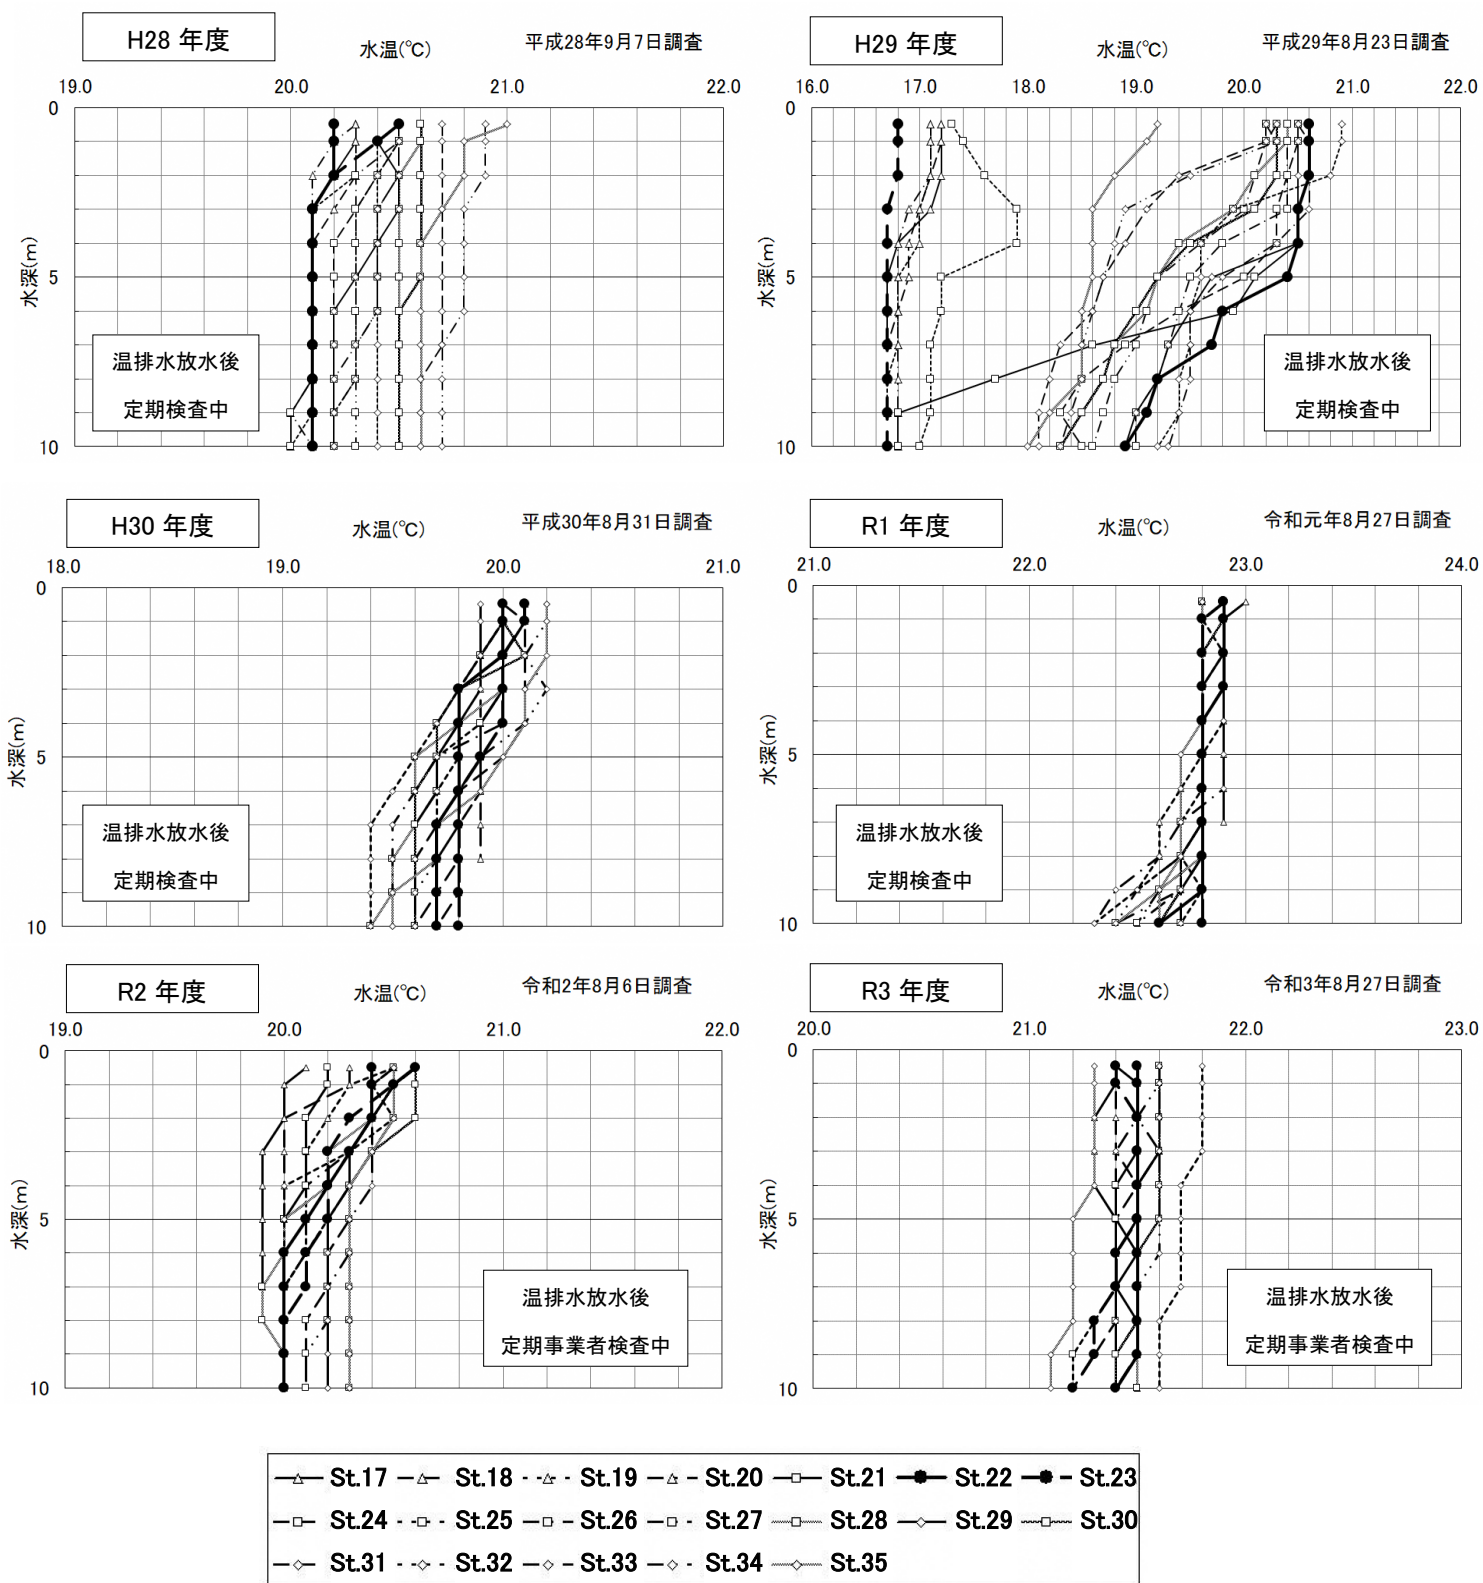 H28 年度
水温(℃)
平成28年9月7日調査
19.0 20.0 21.0 22.0
0
5
10
水深(m)
温排水放水後
定期検査中
H29 年度
水温(℃)
平成29年8月23日調査
16.0 17.0 18.0 19.0 20.0 21.0 22.0
0
5
10
水深(m)
温排水放水後
定期検査中
H30 年度
水温(℃)
平成30年8月31日調査
18.0 19.0 20.0 21.0
0
5
10
水深(m)
温排水放水後
定期検査中
R1 年度
水温(℃)
令和元年8月27日調査
21.0 22.0 23.0 24.0
0
5
10
水深(m)
温排水放水後
定期検査中
R2 年度
水温(℃)
令和2年8月6日調査
19.0 20.0 21.0 22.0
0
5
10
水深(m)
温排水放水後
定期事業者検査中
R3 年度
水温(℃)
令和3年8月27日調査
20.0 21.0 22.0 23.0
0
5
10
水深(m)
温排水放水後
定期事業者検査中
St.17 St.18 St.19 St.20 St.21 St.22 St.23
St.24 St.25 St.26 St.27 St.28 St.29 St.30
St.31 St.32 St.33 St.34 St.35